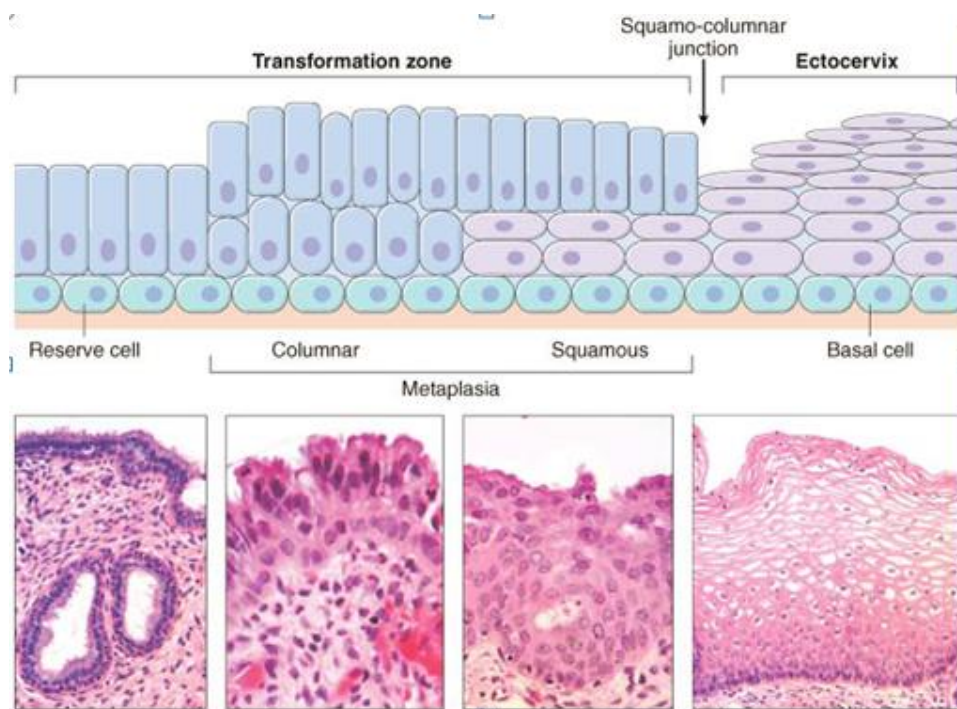 Squamo-columnar
junction
Transformation zone
Ectocervix
Reserve cell
Columnar
Squamous
Basal cell
Metaplasia